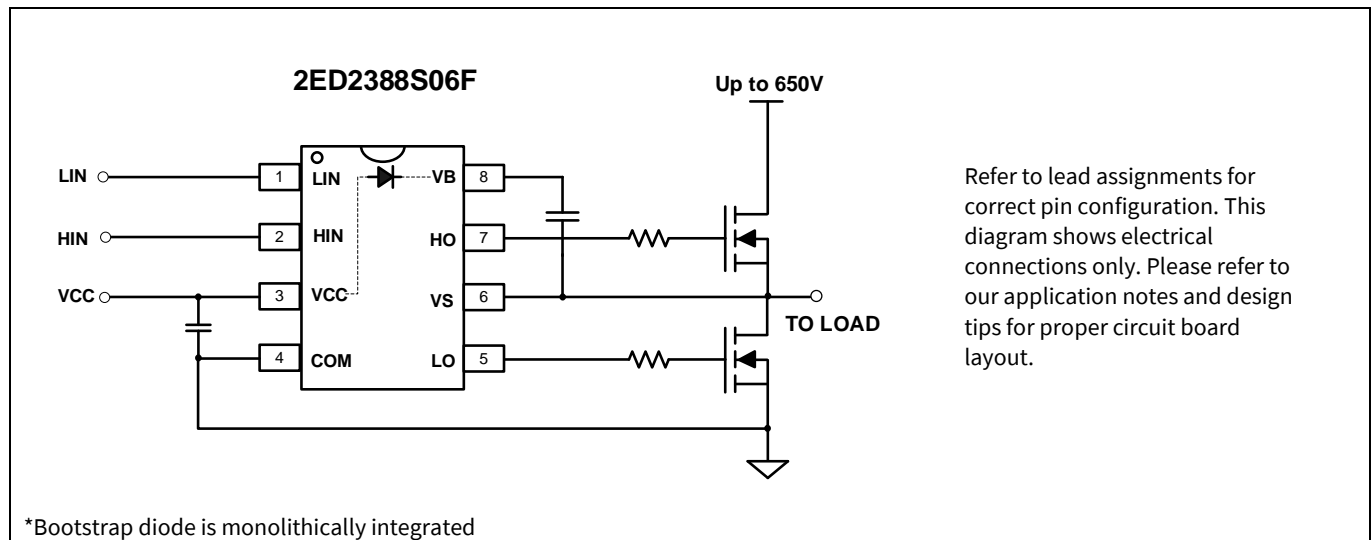 2ED2388S06F
Up to 650V
LIN
1
LIN
VB
8
HIN
2
HIN
HO
7
VCC
3
VCC
VS
6
TO LOAD
4
COM
LO
5
Refer to lead assignments for
correct pin configuration. This
diagram shows electrical
connections only. Please refer to
our application notes and design
tips for proper circuit board
layout.
*Bootstrap diode is monolithically integrated